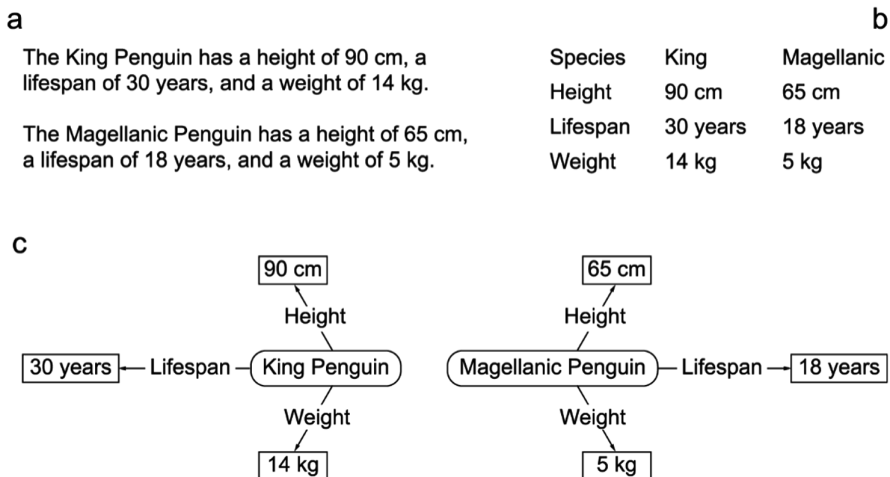 a
The King Penguin has a height of 90 cm, a
lifespan of 30 years, and a weight of 14 kg.
The Magellanic Penguin has a height of 65 cm,
a lifespan of 18 years, and a weight of 5 kg.
b
Species King Magellanic
Height 90 cm 65 cm
Lifespan 30 years 18 years
Weight 14 kg 5 kg
c
90 cm
Height
30 years Lifespan King Penguin
Weight
14 kg
65 cm
Height
Magellanic Penguin Lifespan 18 years
Weight
5 kg